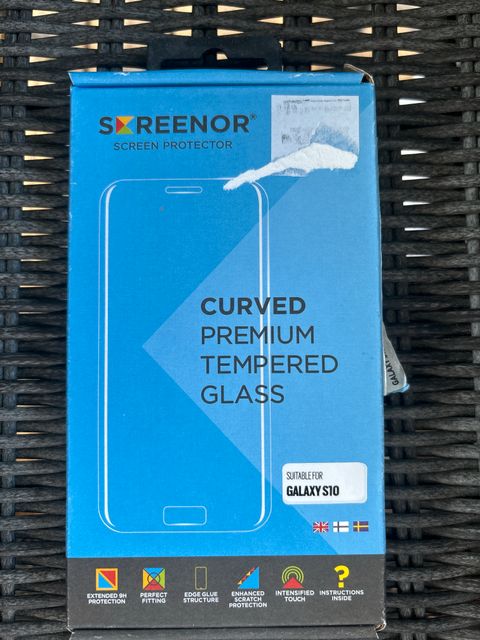 SCREENOR®
SCREEN PROTECTOR
CURVED
PREMIUM
TEMPERED
GLASS
GALAXY
SUITABLE FOR
GALAXY S10
EXTENDED 9H
PROTECTION
PERFECT
FITTING
EDGE GLUE
STRUCTURE
ENHANCED
SCRATCH
PROTECTION
INTENSIFIED
TOUCH
?
INSTRUCTIONS
INSIDE